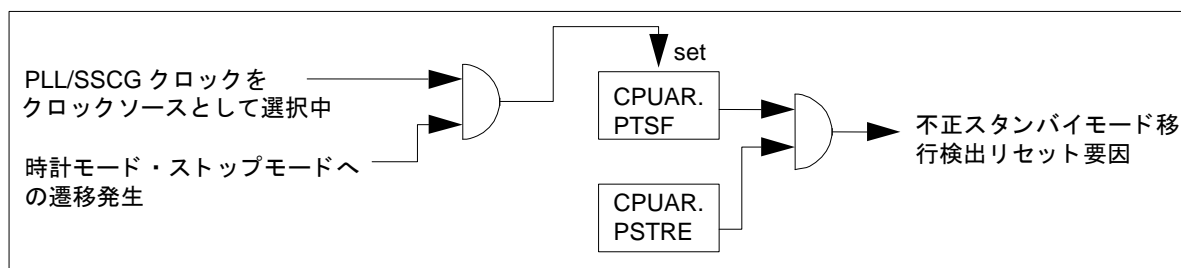 PLL/SSCG クロックを
クロックソースとして選択中
時計モード・ストップモードへ
の遷移発生
set
CPUAR.
PTSF
CPUAR.
PSTRE
不正スタンバイモード移
行検出リセット要因